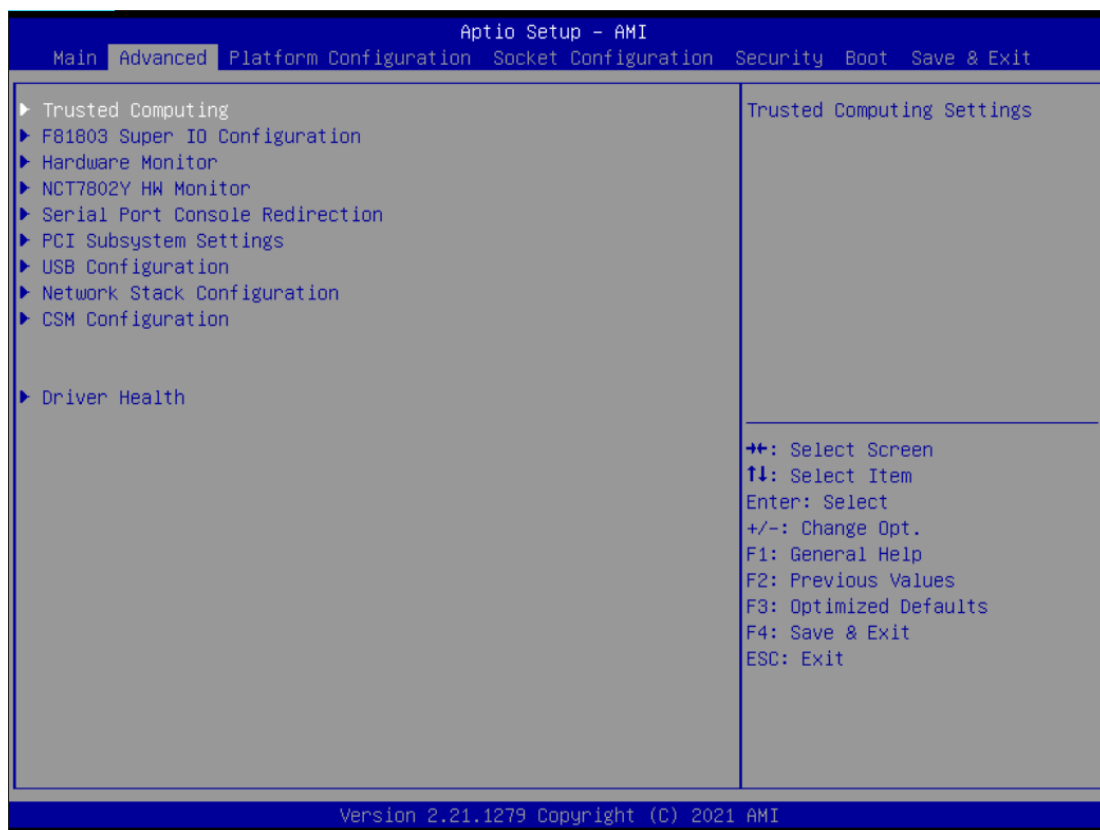 Aptio Setup – AMI
Main Advanced Platform Configuration Socket Configuration Security Boot Save & Exit
Trusted Computing
F81803 Super IO Configuration
Hardware Monitor
NCT7802Y HW Monitor
Serial Port Console Redirection
PCI Subsystem Settings
USB Configuration
Network Stack Configuration
CSM Configuration
Driver Health
Trusted Computing Settings
→←: Select Screen
↑↓: Select Item
Enter: Select
+/-: Change Opt.
F1: General Help
F2: Previous Values
F3: Optimized Defaults
F4: Save & Exit
ESC: Exit
Version 2.21.1279 Copyright (C) 2021 AMI